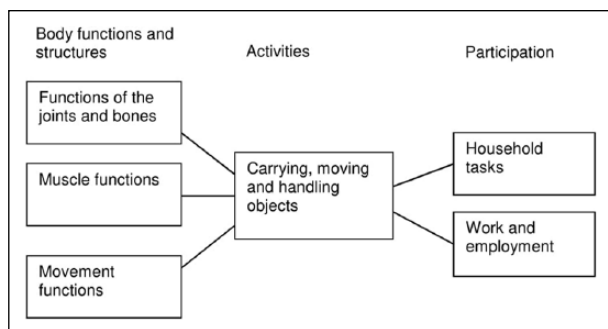 Body functions and
structures
Activities
Participation
Functions of the
joints and bones
Muscle functions
Movement
functions
Carrying, moving
and handling
objects
Household
tasks
Work and
employment